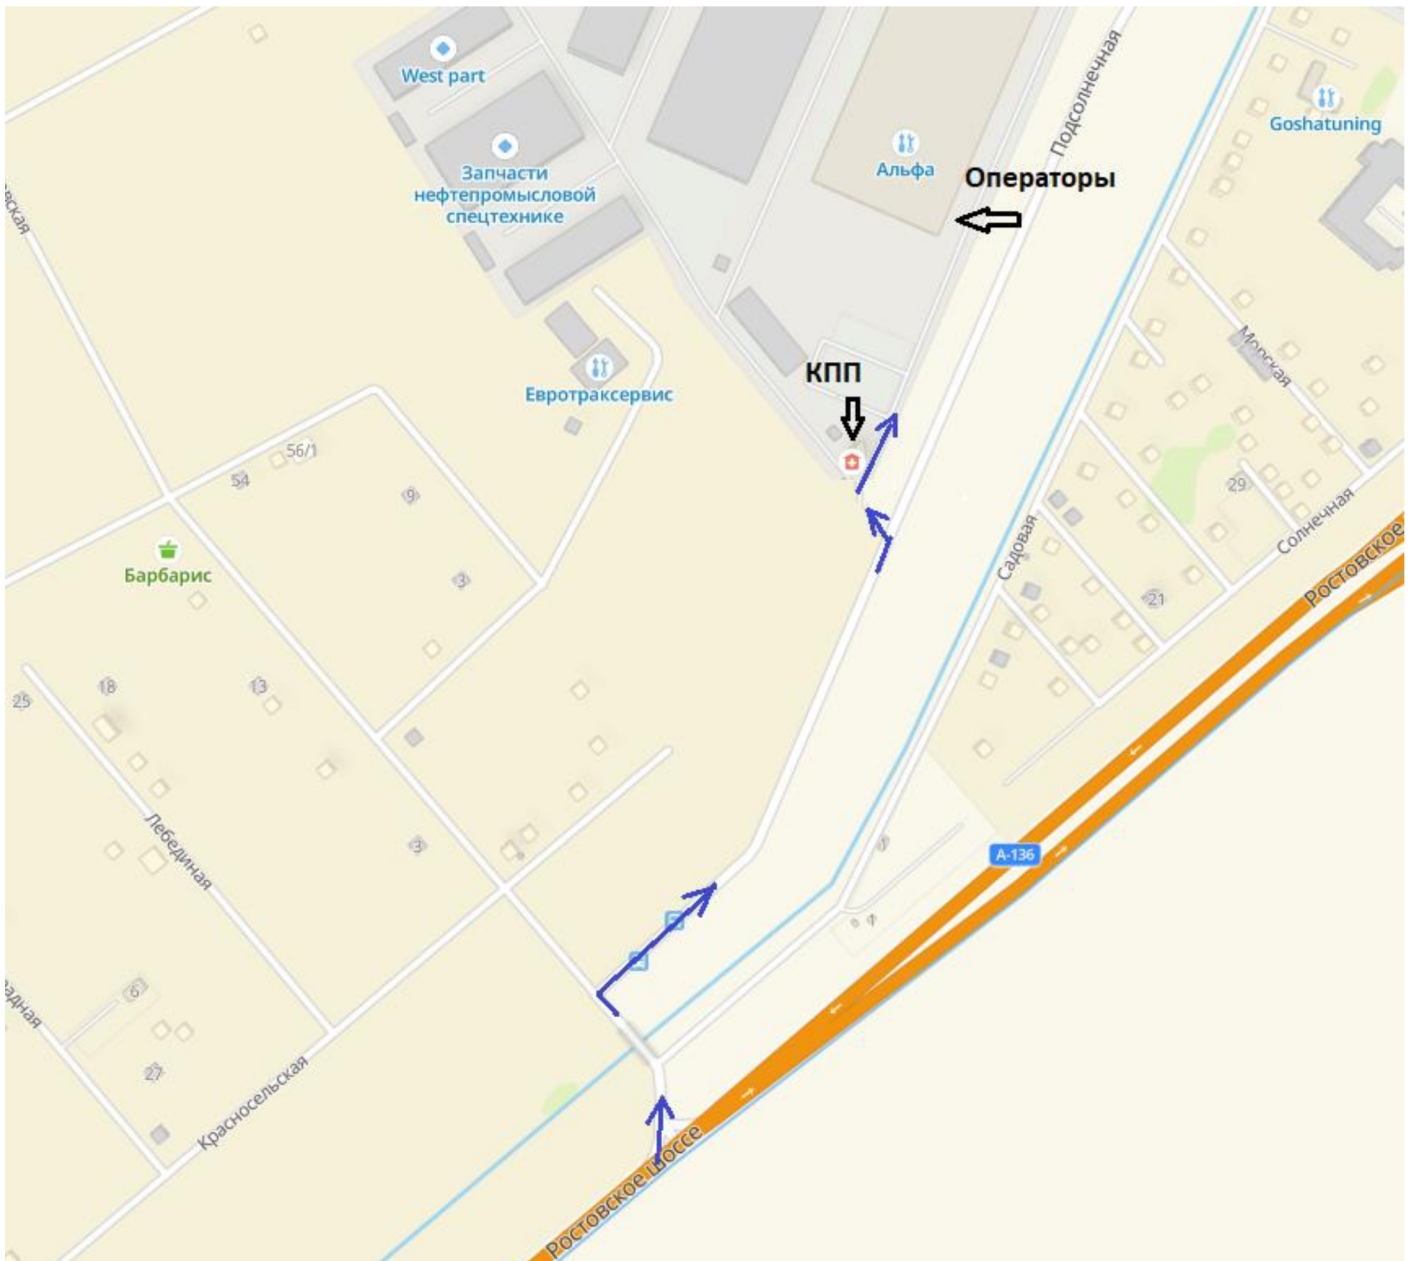 West part
Запчасти
нефтепромысловой
спецтехнике
Альфа
Операторы
Подсолнечная
Goshatuning
Евротраксервис
КПП
Морская
56/1
54
9
29
Солнечная
Садовая
Ростовское
Барбарис
3
21
25
18
13
Лебединая
3
A-136
6
27
Красносельская
Ростовское шоссе